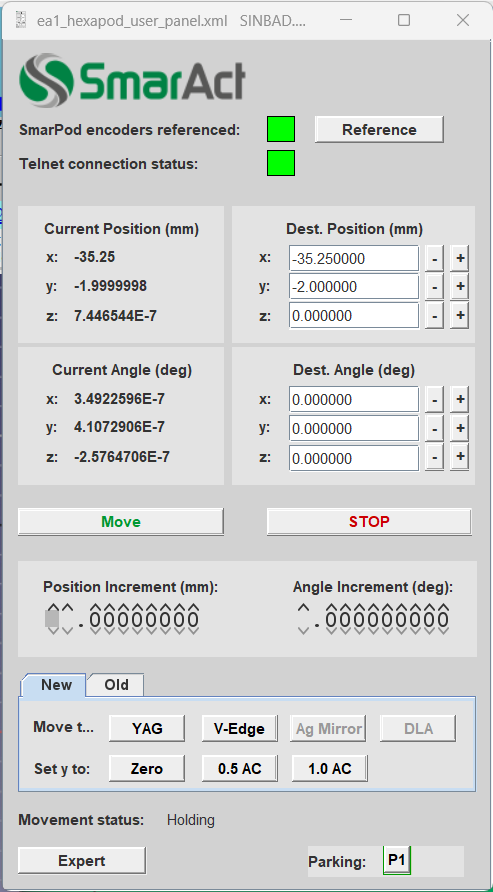 ea1_hexapod_user_panel.xml SINBAD....
SmarAct
SmarPod encoders referenced: Reference
Telnet connection status:
Current Position (mm) Dest. Position (mm)
x: -35.25 x: -35.250000 - +
y: -1.9999998 y: -2.000000 - +
z: 7.446544E-7 z: 0.000000 - +
Current Angle (deg) Dest. Angle (deg)
x: 3.4922596E-7 x: 0.000000 - +
y: 4.1072906E-7 y: 0.000000 - +
z: -2.5764706E-7 z: 0.000000 - +
Move STOP
Position Increment (mm): Angle Increment (deg):
.00000000 .000000000
New Old
Move t... YAG V-Edge Ag Mirror DLA
Set y to: Zero 0.5 AC 1.0 AC
Movement status: Holding
Expert Parking: P1